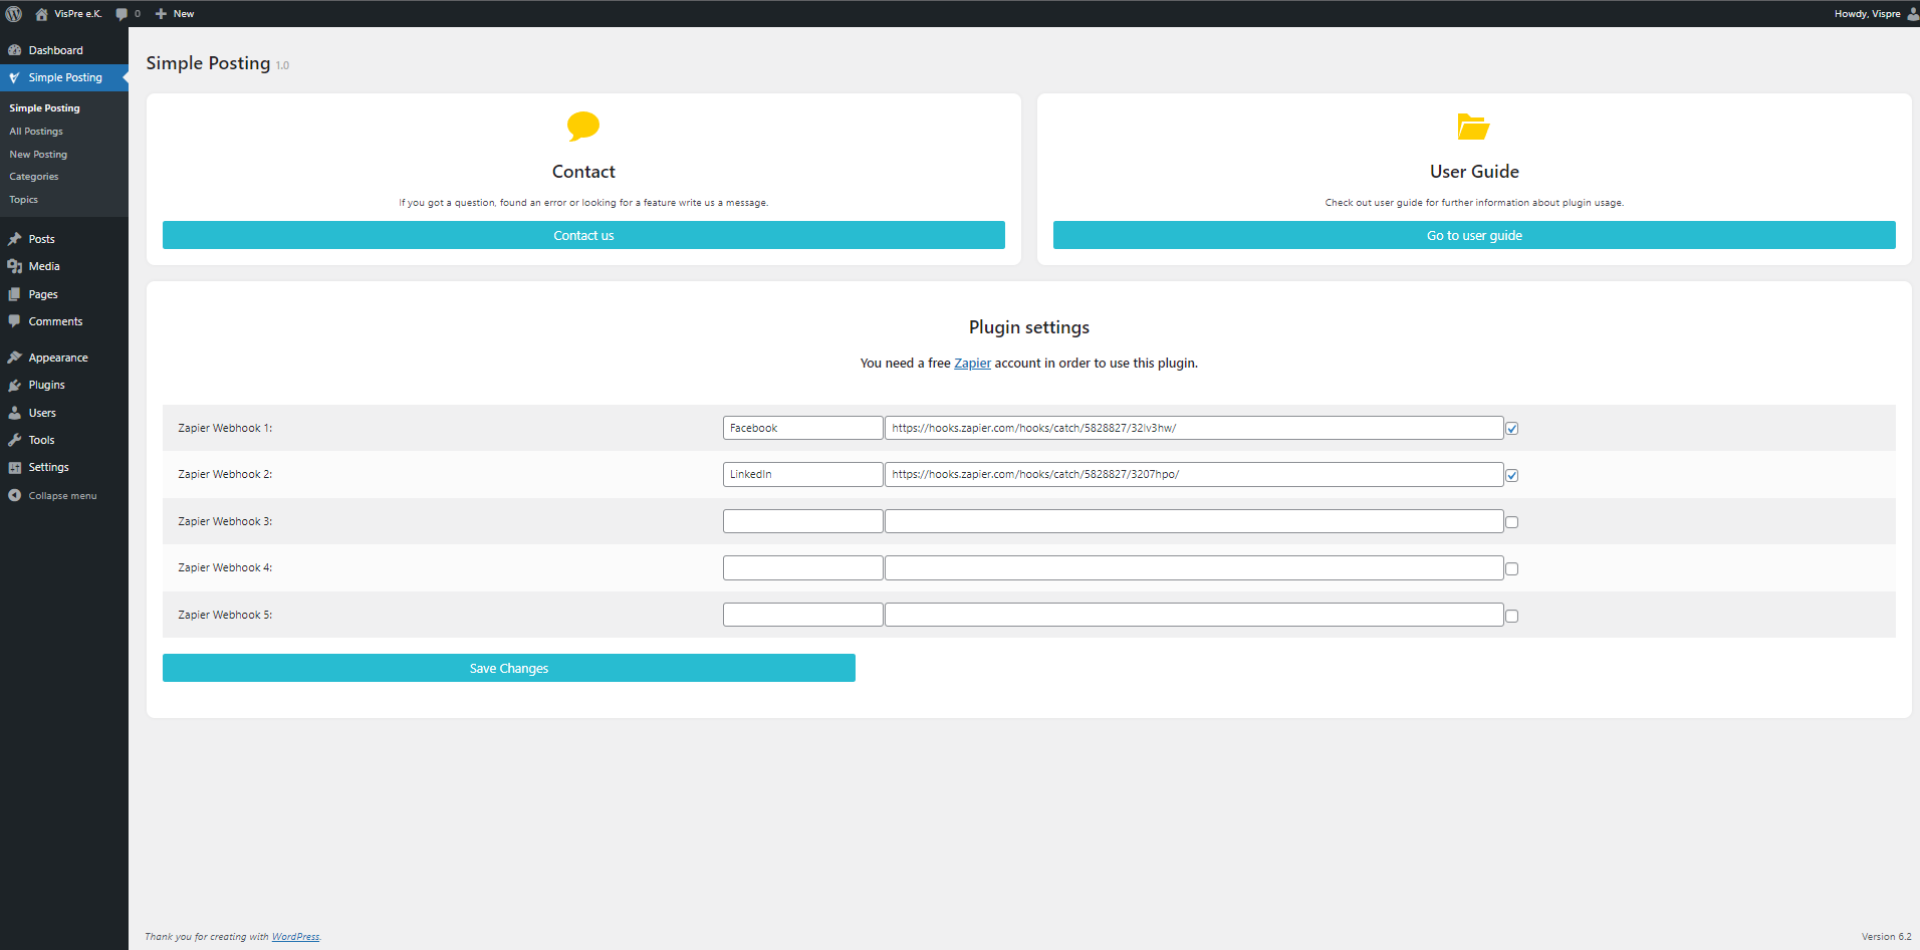 VisPre e.K.
0
New
Howdy, Vispre
Dashboard
Simple Posting
Simple Posting
All Postings
New Posting
Categories
Topics
Posts
Media
Pages
Comments
Appearance
Plugins
Users
Tools
Settings
Collapse menu
Simple Posting 1.0
Contact
If you got a question, found an error or looking for a feature write us a message.
Contact us
User Guide
Check out user guide for further information about plugin usage.
Go to user guide
Plugin settings
You need a free Zapier account in order to use this plugin.
Zapier Webhook 1:
Facebook
https://hooks.zapier.com/hooks/catch/5828827/32lv3hw/
Zapier Webhook 2:
LinkedIn
https://hooks.zapier.com/hooks/catch/5828827/3207hpo/
Zapier Webhook 3:
Zapier Webhook 4:
Zapier Webhook 5:
Save Changes
Thank you for creating with WordPress.
Version 6.2